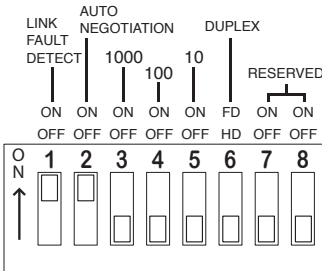 LINK FAULT DETECT
AUTO NEGOTIATION
1000
100
10
DUPLEX
RESERVED
ON ON ON ON ON FD ON ON
OFF OFF OFF OFF OFF HD OFF OFF
ON 1 2 3 4 5 6 7 8